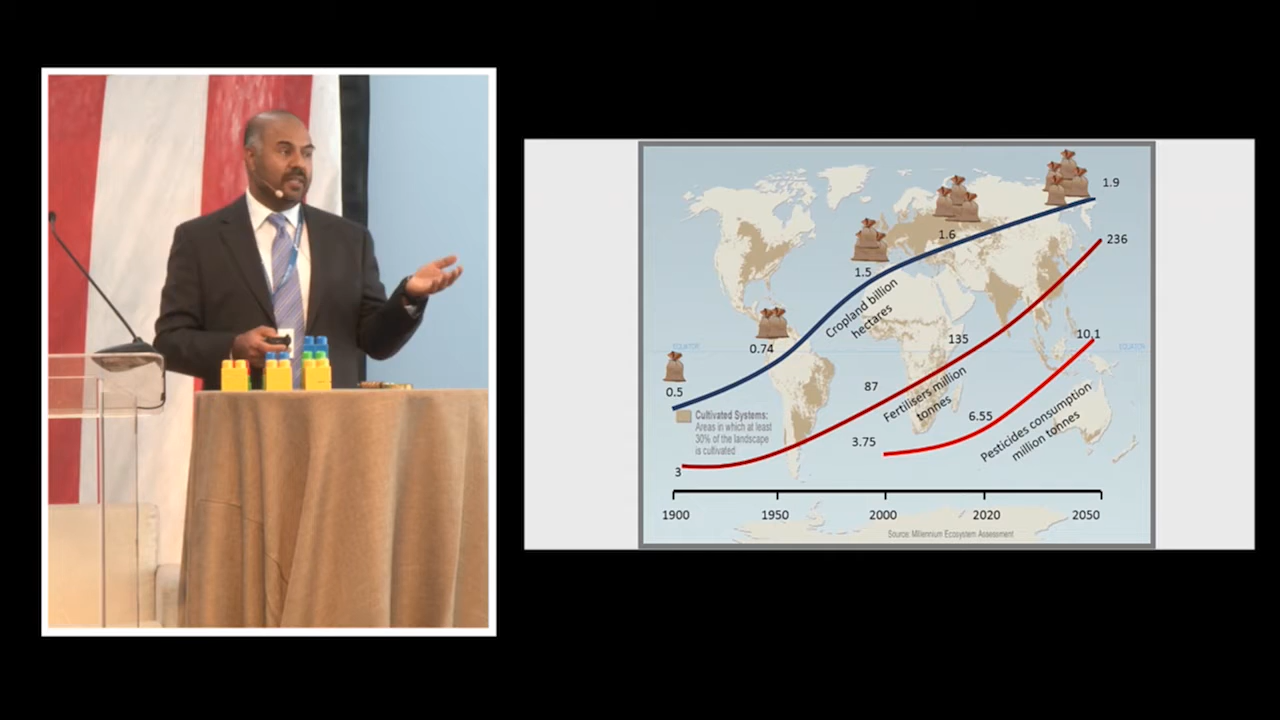 1.9
236
1.6
1.5
Cropland billion
hectares
EQUATOR
EQUATOR
0.74
135
10.1
0.5
87
Fertilisers million
tonnes
Cultivated Systems:
Areas in which at least
30% of the landscape
is cultivated
6.55
Pesticides consumption
million tonnes
3.75
3
1900
1950
2000
2020
2050
Source: Millennium Ecosystem Assessment